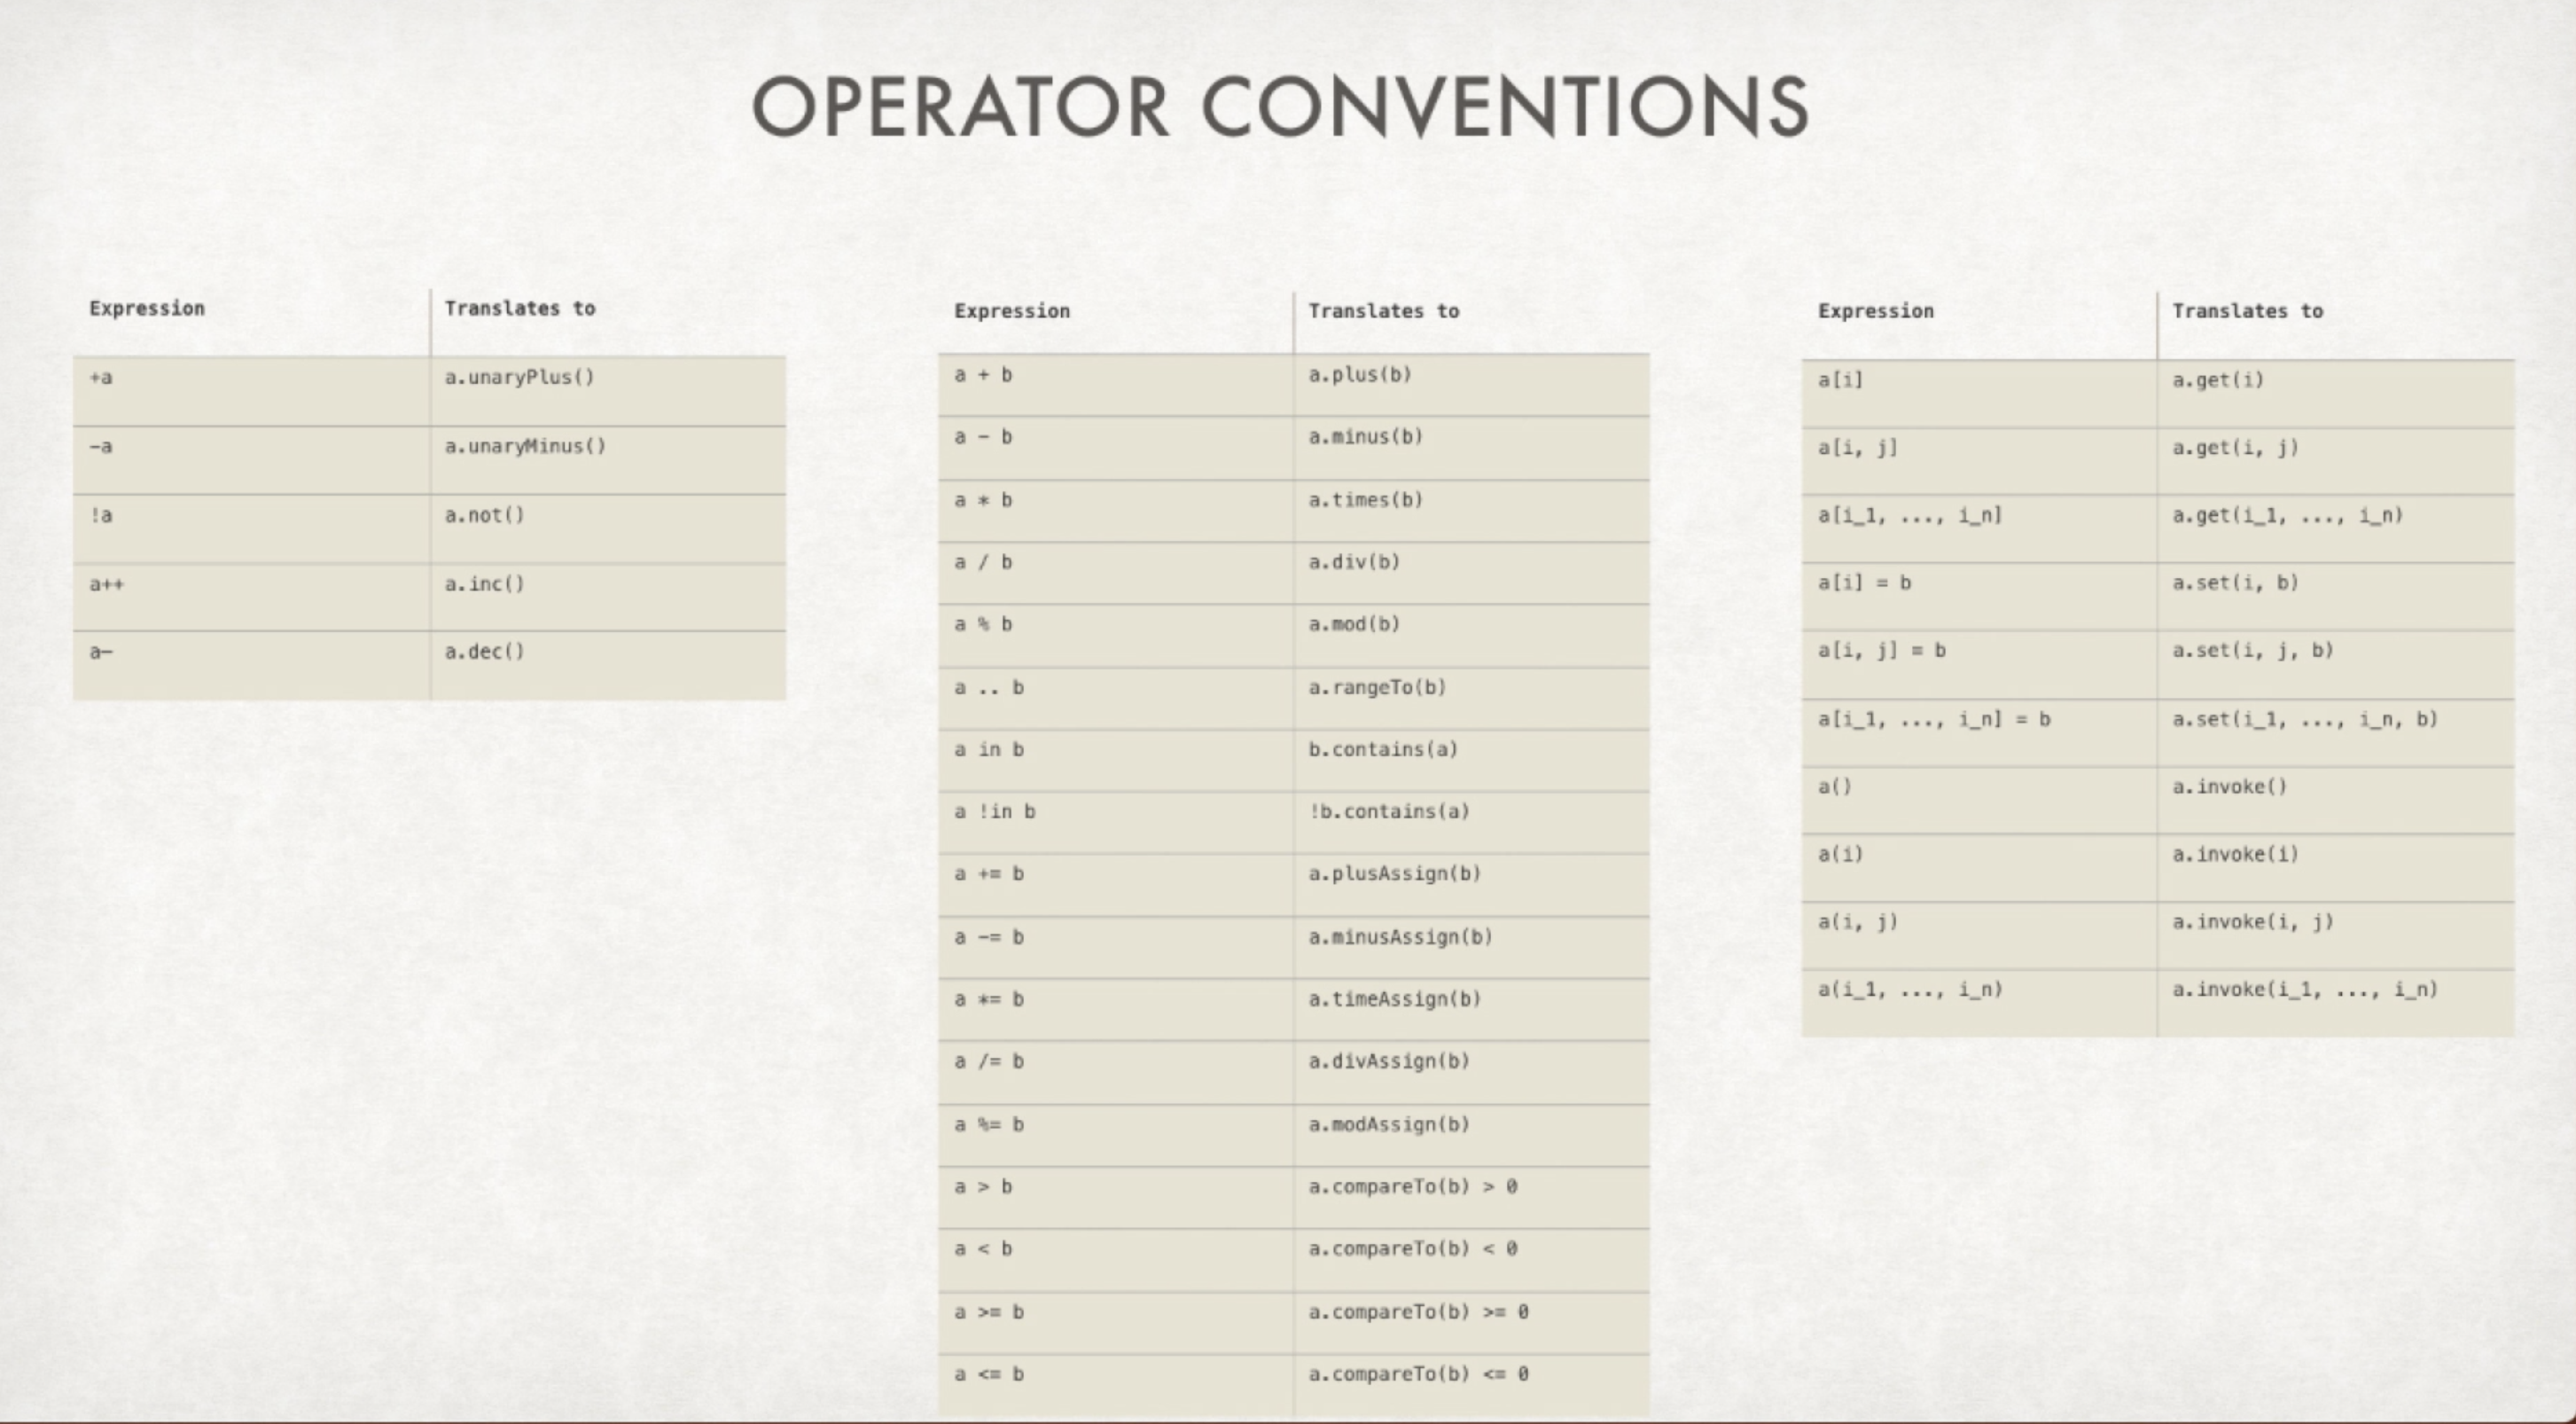 OPERATOR CONVENTIONS
Expression Translates to
+a a.unaryPlus()
−a a.unaryMinus()
!a a.not()
a++ a.inc()
a— a.dec()
Expression Translates to
a + b a.plus(b)
a − b a.minus(b)
a * b a.times(b)
a / b a.div(b)
a % b a.mod(b)
a .. b a.rangeTo(b)
a in b b.contains(a)
a !in b !b.contains(a)
a += b a.plusAssign(b)
a −= b a.minusAssign(b)
a *= b a.timeAssign(b)
a /= b a.divAssign(b)
a %= b a.modAssign(b)
a > b a.compareTo(b) > 0
a < b a.compareTo(b) < 0
a >= b a.compareTo(b) >= 0
a <= b a.compareTo(b) <= 0
Expression Translates to
a[i] a.get(i)
a[i, j] a.get(i, j)
a[i_1, ..., i_n] a.get(i_1, ..., i_n)
a[i] = b a.set(i, b)
a[i, j] = b a.set(i, j, b)
a[i_1, ..., i_n] = b a.set(i_1, ..., i_n, b)
a() a.invoke()
a(i) a.invoke(i)
a(i, j) a.invoke(i, j)
a(i_1, ..., i_n) a.invoke(i_1, ..., i_n)